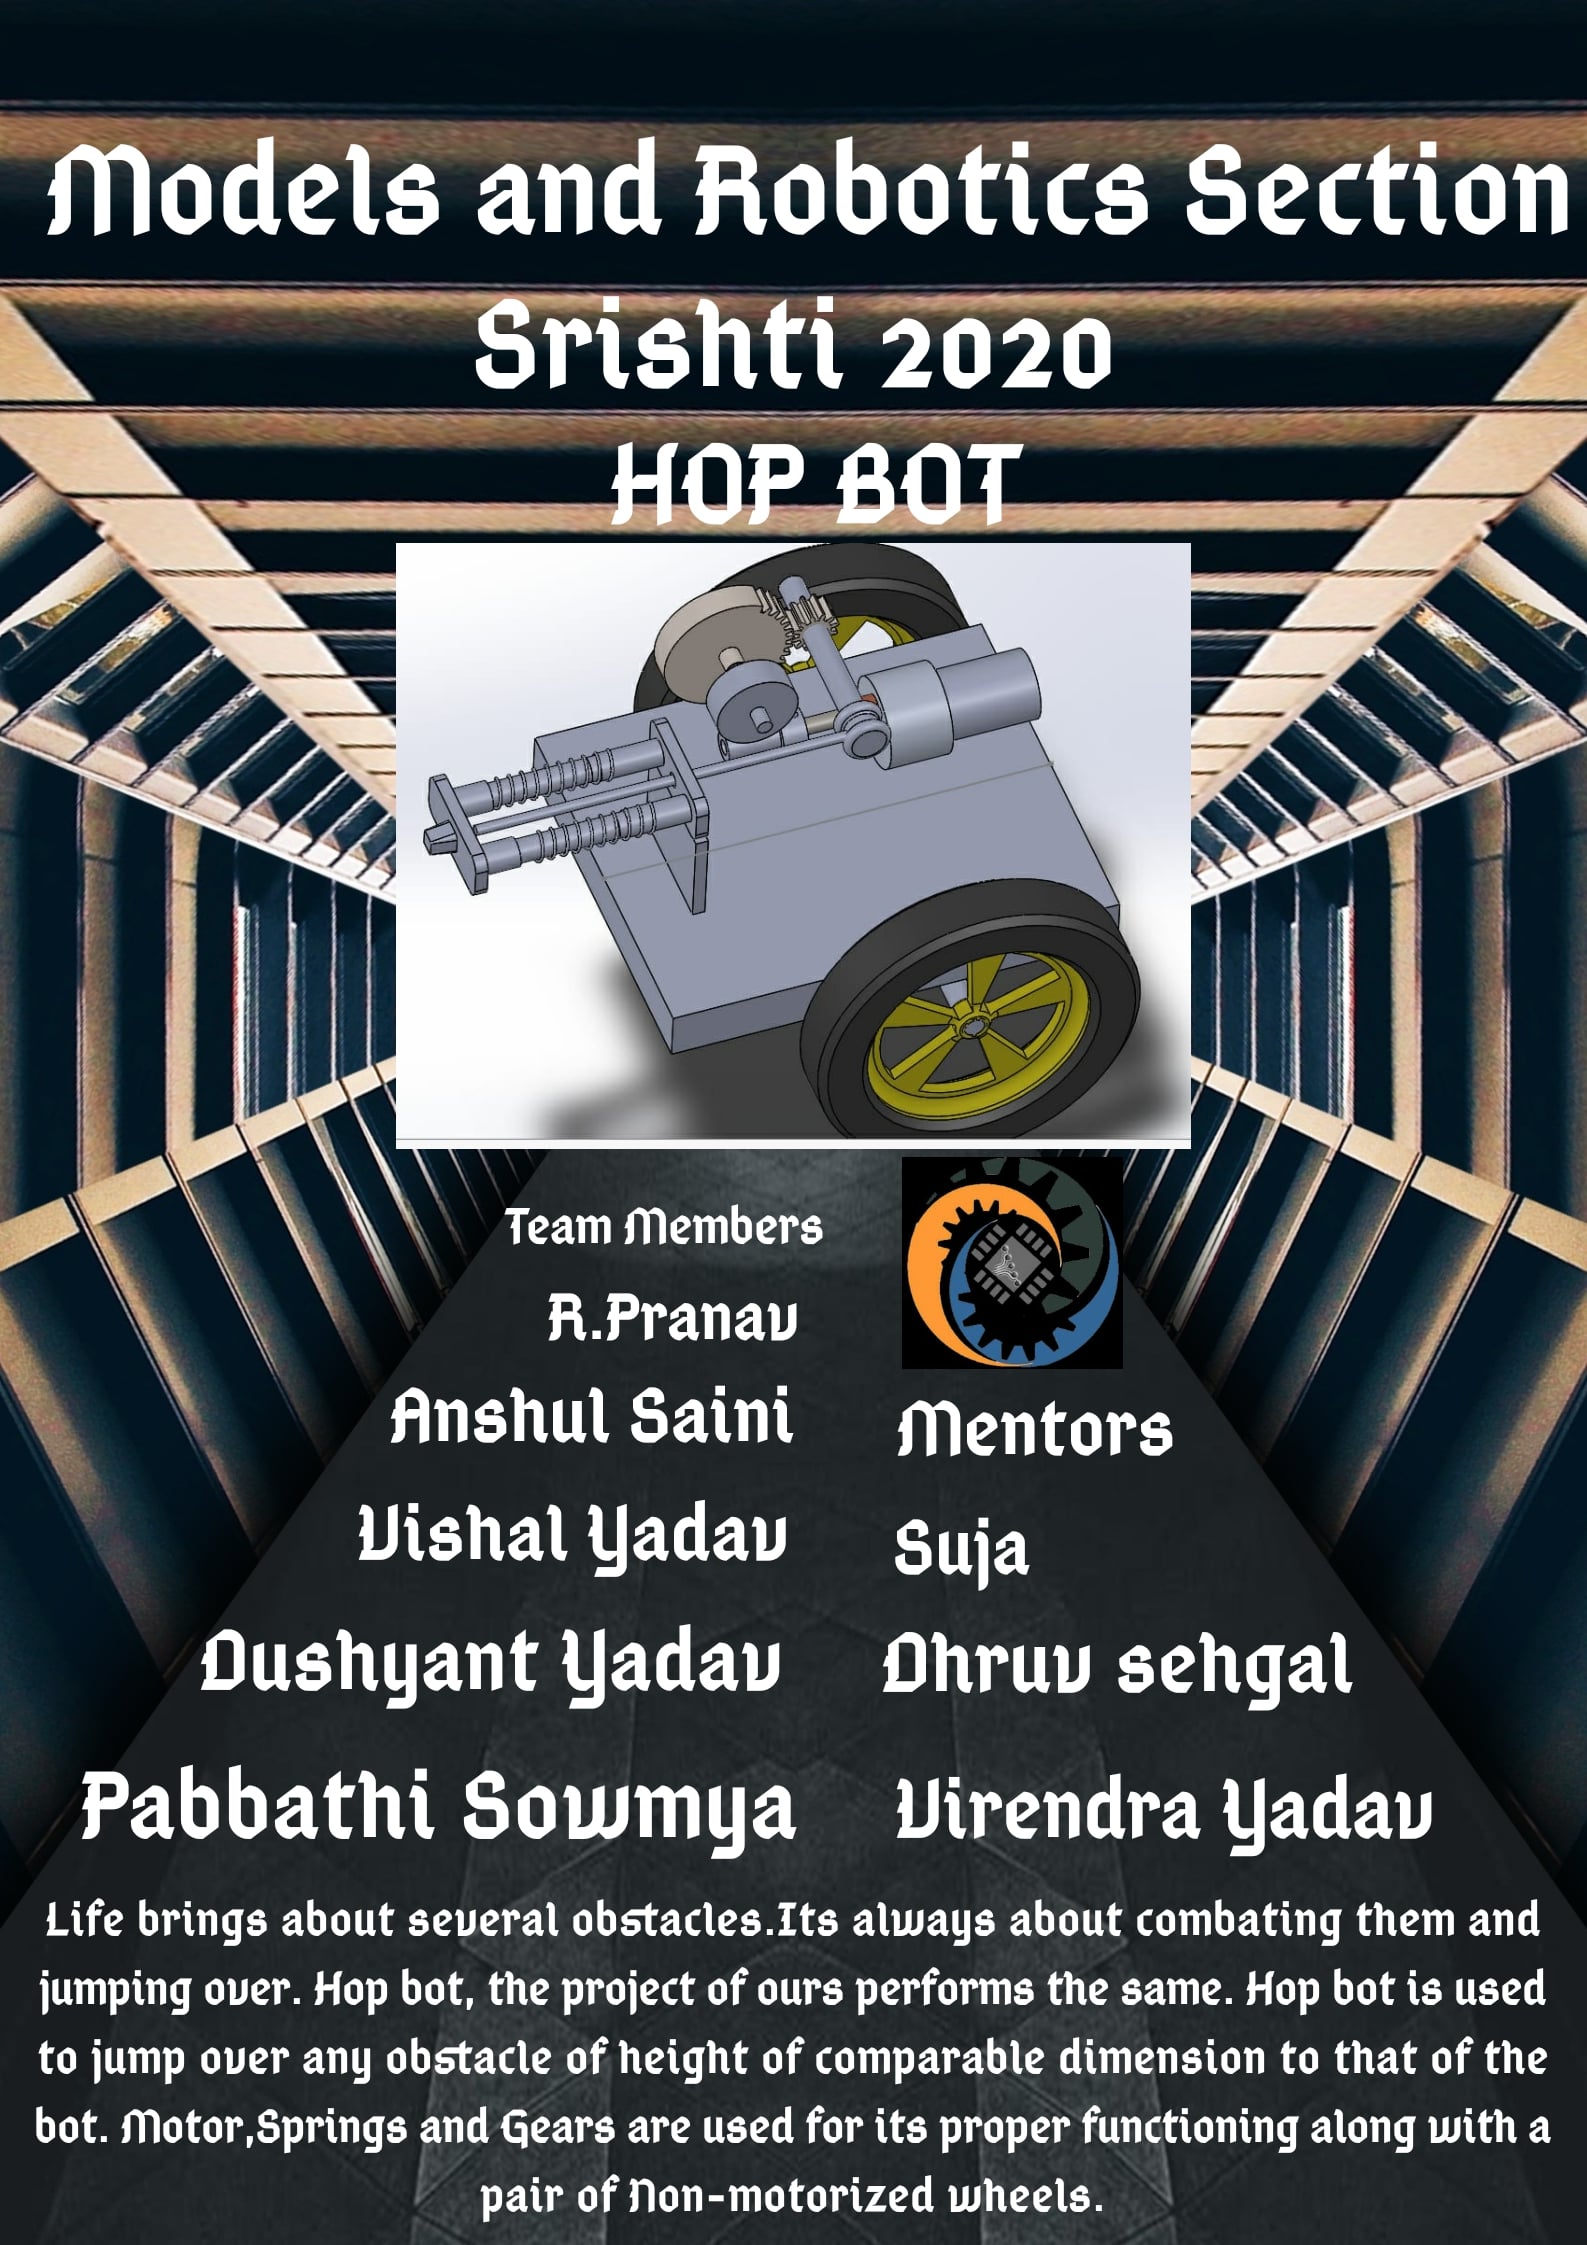 Models and Robotics Section
Srishti 2020
HOP BOT
Team Members
R.Pranav
Anshul Saini
Vishal Yadav
Dushyant Yadav
Pabbathi Sowmya
Mentors
Suja
Dhruv sehgal
Virendra Yadav
Life brings about several obstacles.Its always about combating them and
jumping over. Hop bot, the project of ours performs the same. Hop bot is used
to jump over any obstacle of height of comparable dimension to that of the
bot. Motor,Springs and Gears are used for its proper functioning along with a
pair of Non-motorized wheels.